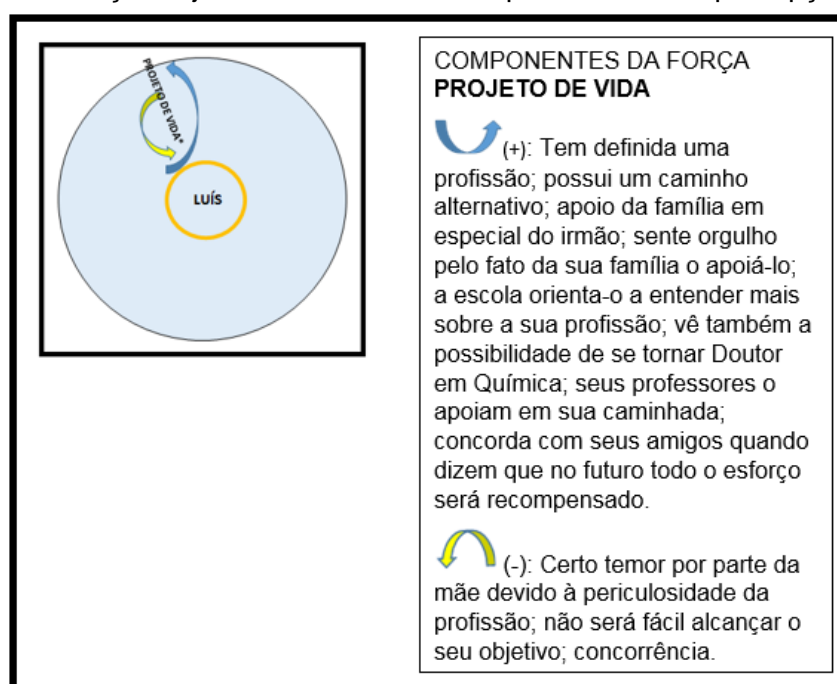 PROJETO DE VIDA*
LUÍS
COMPONENTES DA FORÇA
PROJETO DE VIDA
(+): Tem definida uma
profissão; possui um caminho
alternativo; apoio da família em
especial do irmão; sente orgulho
pelo fato da sua família o apoiá-lo;
a escola orienta-o a entender mais
sobre a sua profissão; vê também a
possibilidade de se tornar Doutor
em Química; seus professores o
apoiam em sua caminhada;
concorda com seus amigos quando
dizem que no futuro todo o esforço
será recompensado.
(-): Certo temor por parte da
mãe devido à periculosidade da
profissão; não será fácil alcançar o
seu objetivo; concorrência.